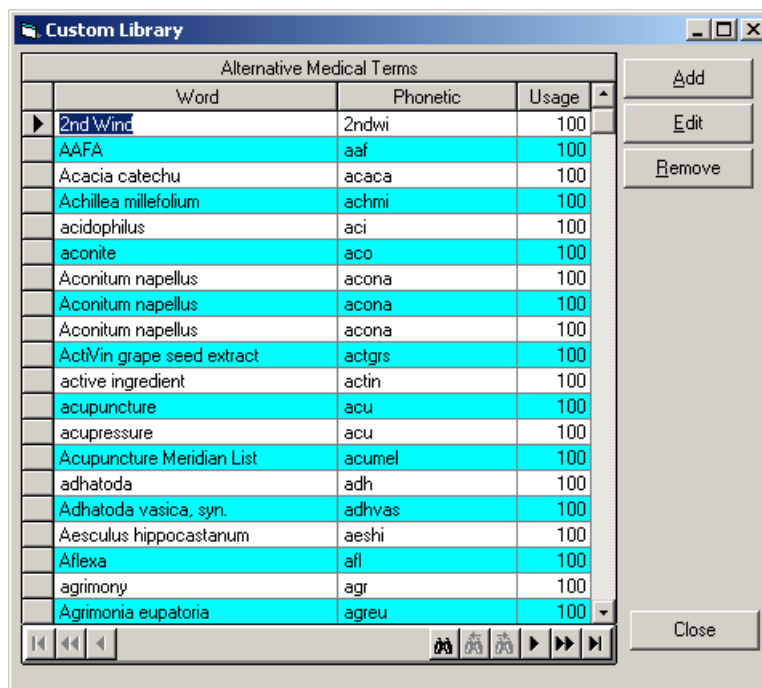 Custom Library
Alternative Medical Terms
Word Phonetic Usage
2nd Wind 2ndwi 100
AAFA aaf 100
Acacia catechu acaca 100
Achillea millefolium achmi 100
acidophilus aci 100
aconite aco 100
Aconitum napellus acona 100
Aconitum napellus acona 100
Aconitum napellus acona 100
ActiVin grape seed extract actgrs 100
active ingredient actin 100
acupuncture acu 100
acupressure acu 100
Acupuncture Meridian List acumel 100
adhatoda adh 100
Adhatoda vasica, syn. adhvas 100
Aesculus hippocastanum aeshi 100
Aflexa afl 100
agrimony agr 100
Agrimonia eupatoria agreu 100
Add
Edit
Remove
Close